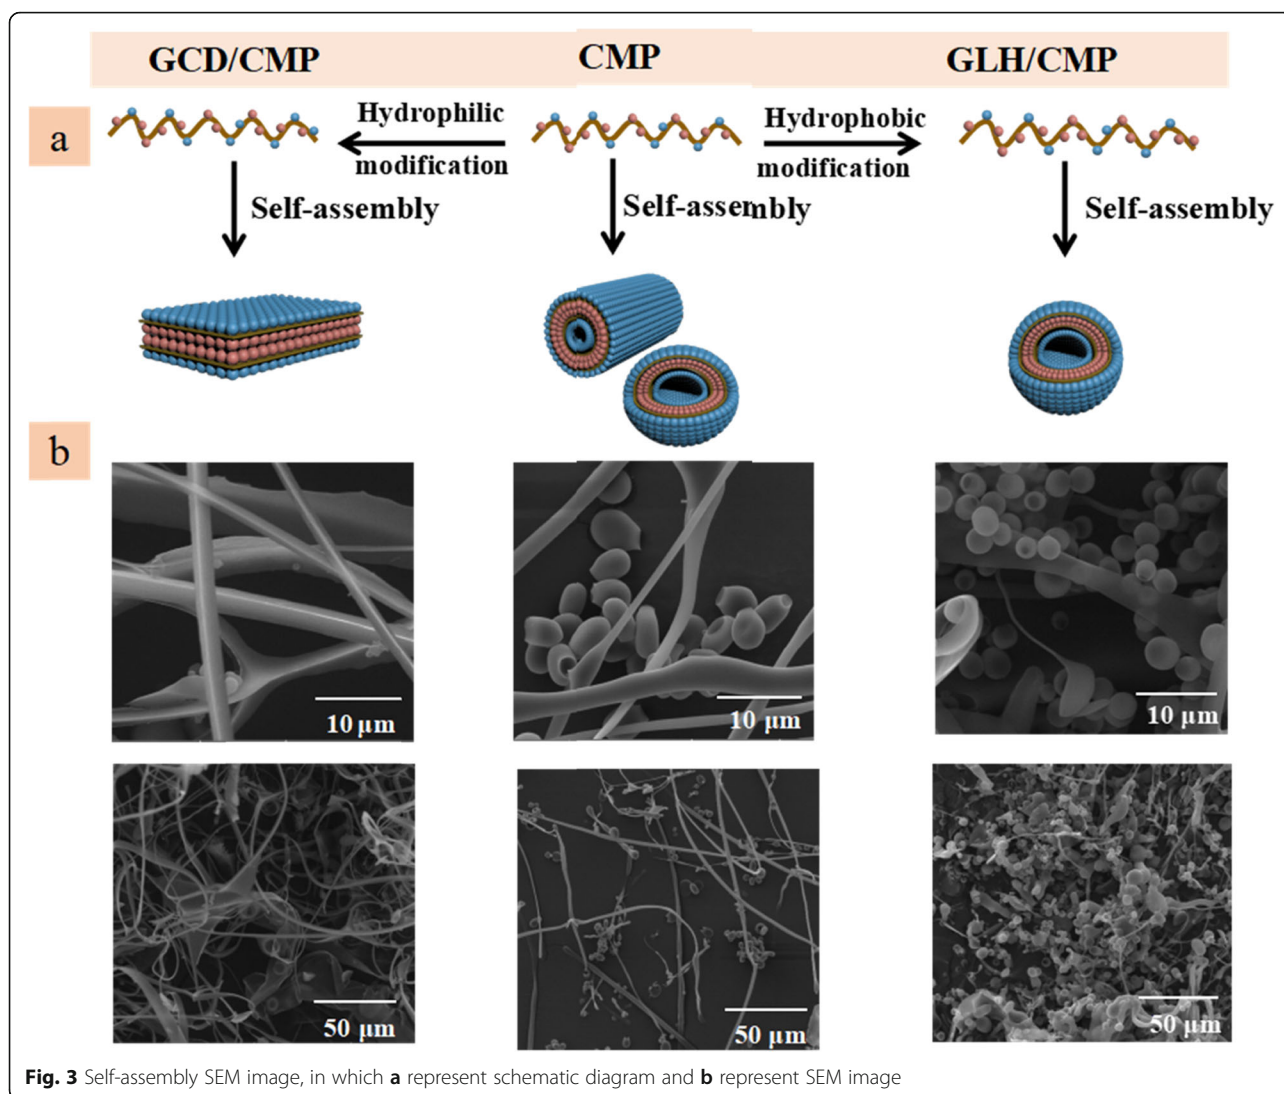 GCD/CMP CMP GLH/CMP
a
Hydrophilic
modification
Hydrophobic
modification
Self-assembly Self-assembly Self-assembly
b
10 µm 10 µm 10 µm
50 µm 50 µm 50 µm
Fig. 3 Self-assembly SEM image, in which a represent schematic diagram and b represent SEM image